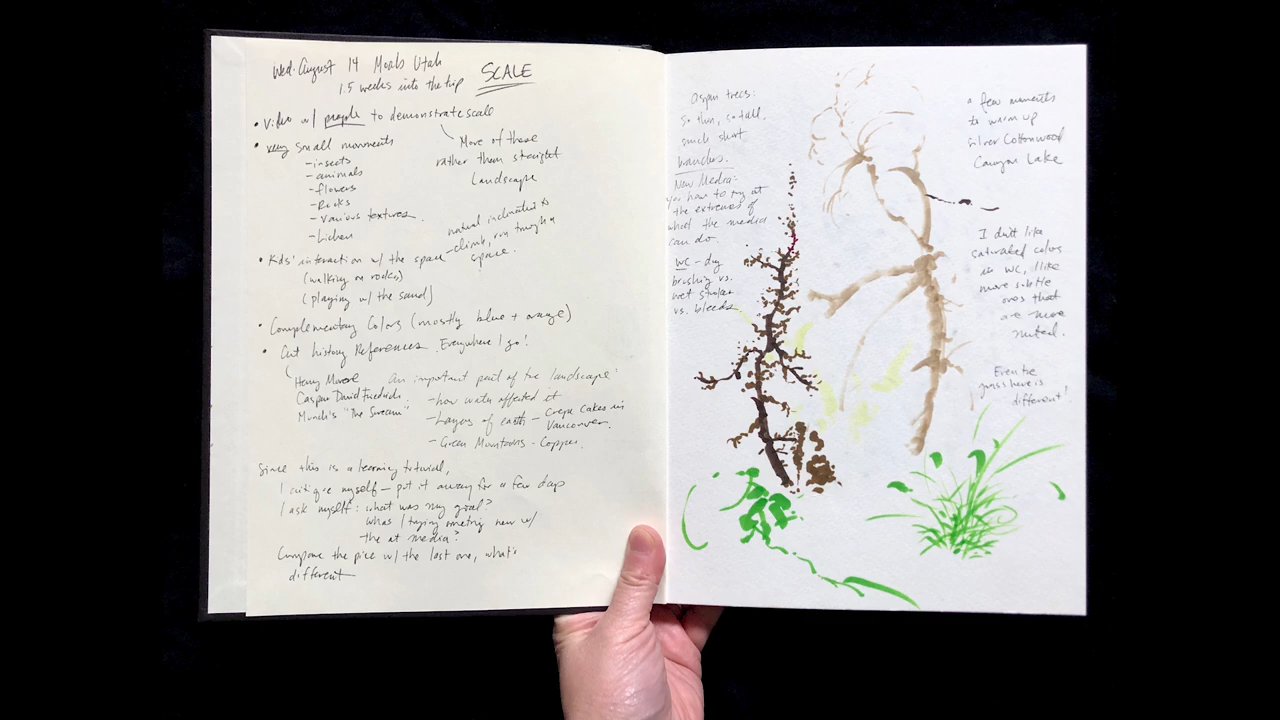 Wed. August 14 Moab Utah
1.5 weeks into the trip
SCALE
• Video w/ people to demonstrate scale
More of these
rather than straight
landscape
• very small moments
- insects
- animals
- flowers
- Rocks
- Various textures.
- Lichen
• Kids' interaction w/ the space
- natural inclined to
climb, run through
space.
(walking on rocks)
(playing w/ the sand)
• Complementary Colors (mostly blue + orange)
• Art history References. Everywhere I go!
Henry Moore
Caspar David Friedrich
Munch's "The Scream"
An important part of the landscape!
- how water affected it
- Layers of earth - Crepe Cakes in
Vancouver.
- Green Mountains - Copper.
Since this is a learning tutorial,
I critique myself - put it away for a few days
I ask myself: what was my goal?
was I trying something new w/
the art media?
Compare the piece w/ the last one, what's
different
aspen trees:
so thin, so tall.
such short
branches.
New Media:
you have to try at
the extremes of
what the media
can do.
WC - dry
brushing vs.
wet strokes
vs. bleeds
a few moments
to warm up
Silver Cottonwood
Canyon Lake
I don't like
saturated colors
in WC, I like
more subtle
ones that
are more
muted.
Even the
grass here is
different!